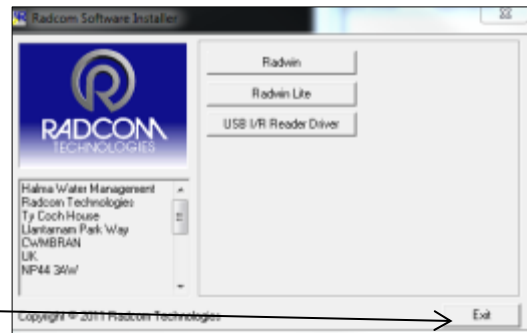 Radcom Software Installer
RADCOM
TECHNOLOGIES
Radwin
Radwin Lite
USB I/R Reader Driver
Halma Water Management
Radcom Technologies
Ty Coch House
Llantarnam Park Way
CWMBRAN
UK
NP44 3AW
Copyright © 2011 Radcom Technologies
Exit